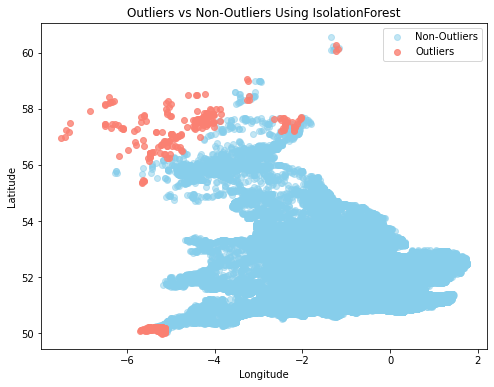 Outliers vs Non-Outliers Using IsolationForest
Non-Outliers
Outliers
60
58
56
54
52
50
Latitude
−6
−4
−2
0
2
Longitude